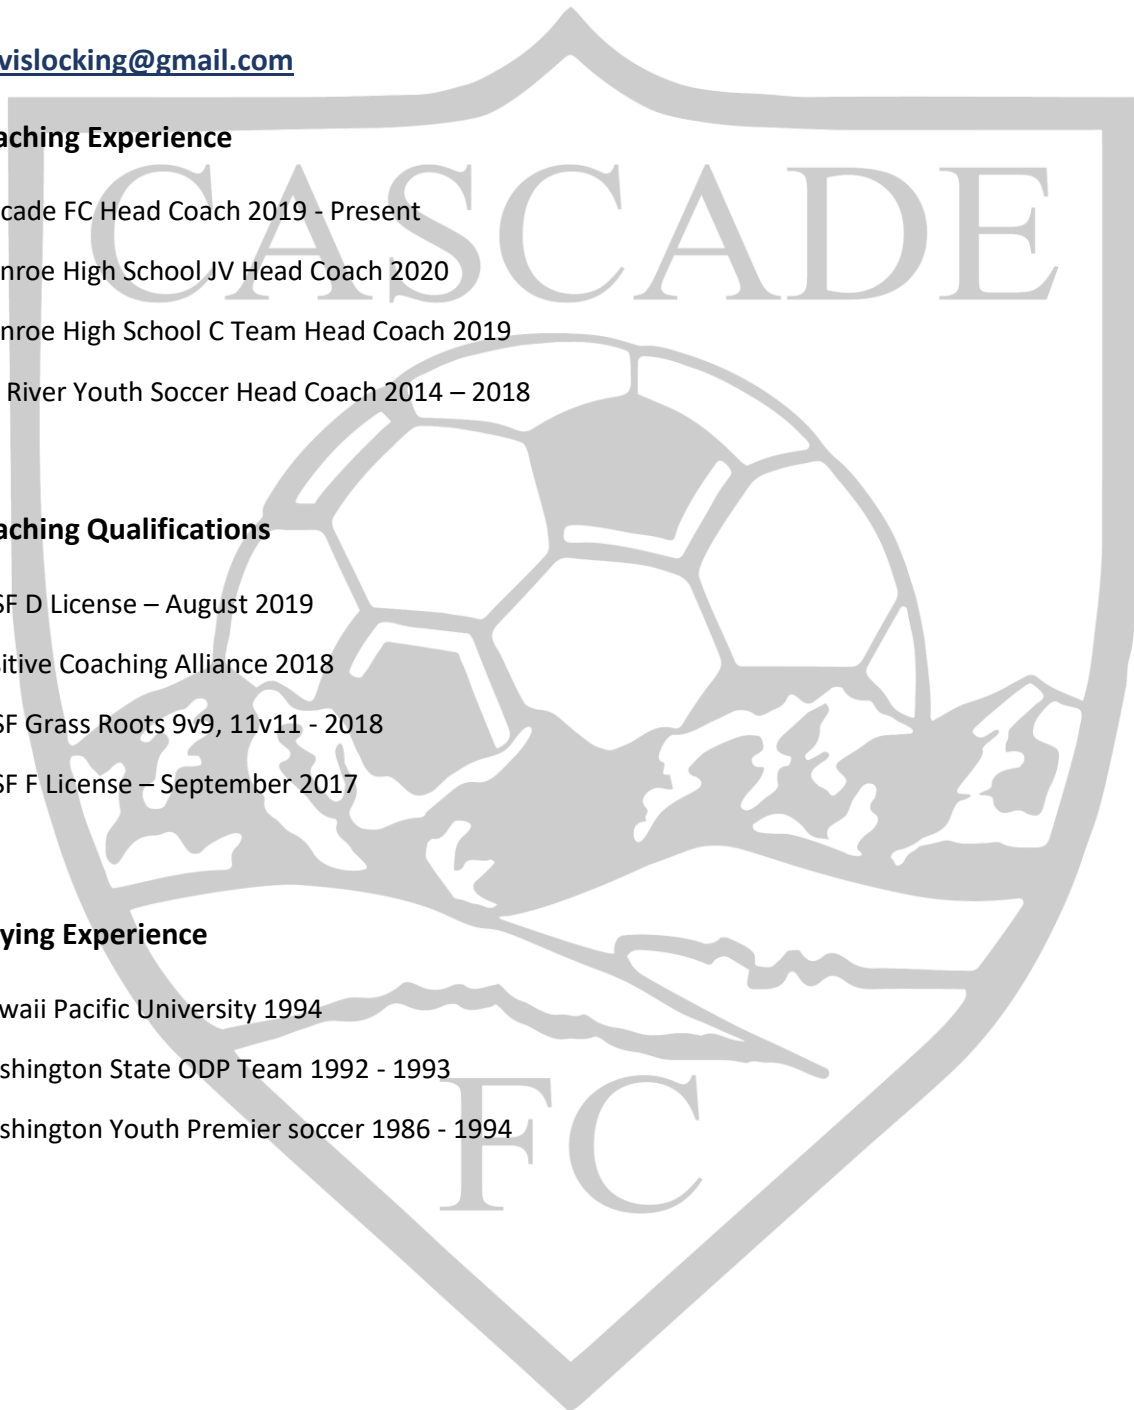 vislocking@gmail.com
aching Experience
cade FC Head Coach 2019 - Present
nroe High School JV Head Coach 2020
nroe High School C Team Head Coach 2019
River Youth Soccer Head Coach 2014 – 2018
aching Qualifications
SF D License – August 2019
sitive Coaching Alliance 2018
SF Grass Roots 9v9, 11v11 - 2018
SF F License – September 2017
ying Experience
waii Pacific University 1994
shington State ODP Team 1992 - 1993
shington Youth Premier soccer 1986 - 1994
CASCADE
FC